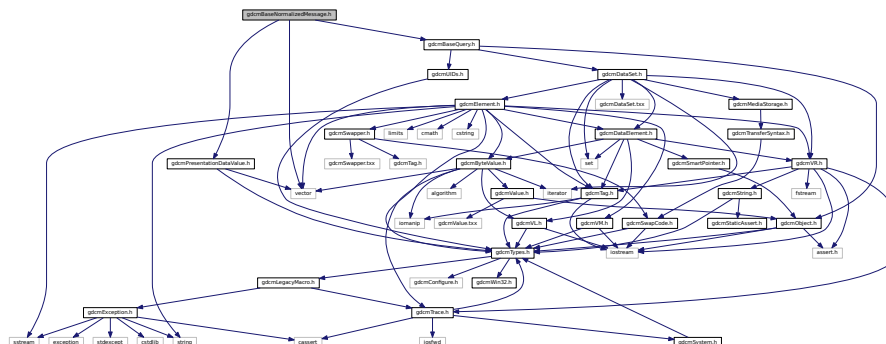 gdcmBaseNormalizedMessage.h
gdcmBaseQuery.h
gdcmUIDs.h
gdcmDataSet.h
gdcmElement.h
gdcmDataSet.txx
gdcmMediaStorage.h
gdcmSwapper.h
limits
cmath
cstring
gdcmDataElement.h
gdcmTransferSyntax.h
gdcmPresentationDataValue.h
gdcmSwapper.txx
gdcmTag.h
gdcmByteValue.h
set
gdcmSmartPointer.h
gdcmVR.h
vector
algorithm
gdcmValue.h
iterator
gdcmTag.h
gdcmString.h
fstream
iomanip
gdcmValue.txx
gdcmVL.h
gdcmVM.h
gdcmSwapCode.h
gdcmStaticAssert.h
gdcmObject.h
gdcmTypes.h
iostream
assert.h
gdcmLegacyMacro.h
gdcmConfigure.h
gdcmWin32.h
gdcmException.h
gdcmTrace.h
sstream
exception
stdexcept
cstdlib
string
cassert
iosfwd
gdcmSystem.h